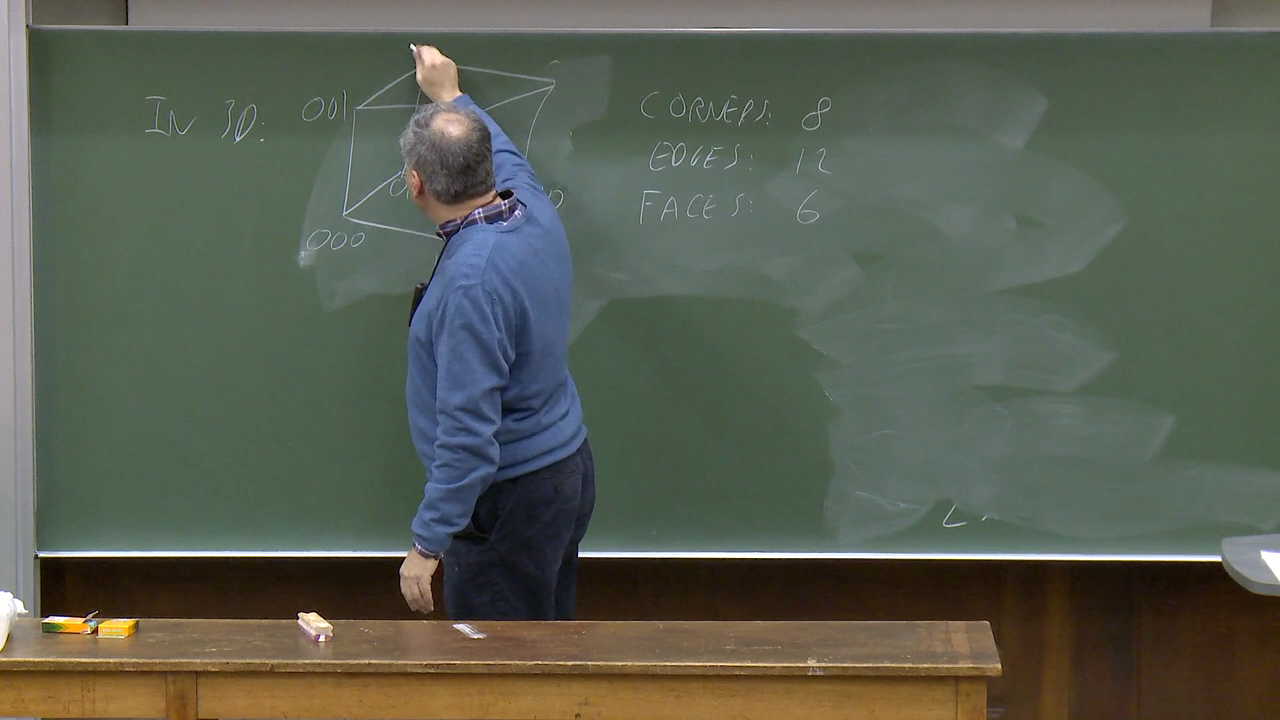 IN 3D:
001
000
CORNERS: 8
EDGES: 12
FACES: 6